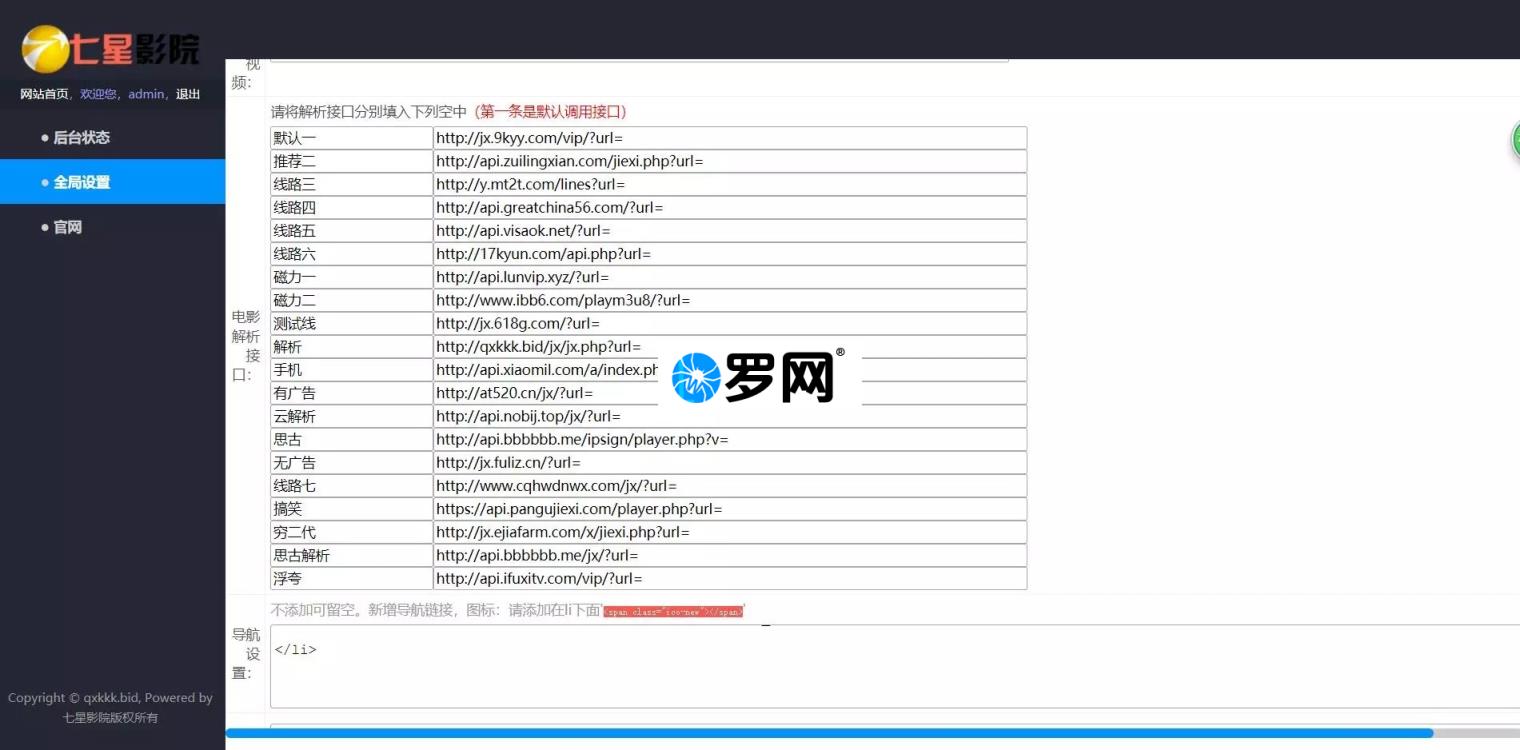 七星影院
网站首页，欢迎您，admin，退出
后台状态
全局设置
官网
视
频：
请将解析接口分别填入下列空中（第一条是默认调用接口）
默认一 http://jx.9kyy.com/vip/?url=
推荐二 http://api.zuilingxian.com/jiexi.php?url=
线路三 http://y.mt2t.com/lines?url=
线路四 http://api.greatchina56.com/?url=
线路五 http://api.visaok.net/?url=
线路六 http://17kyun.com/api.php?url=
磁力一 http://api.lunvip.xyz/?url=
磁力二 http://www.ibb6.com/playm3u8/?url=
测试线 http://jx.618g.com/?url=
解析 http://qxkkk.bid/jx/jx.php?url=
手机 http://api.xiaomil.com/a/index.ph
有广告 http://at520.cn/jx/?url=
云解析 http://api.nobij.top/jx/?url=
思古 http://api.bbbbbb.me/ipsign/player.php?v=
无广告 http://jx.fuliz.cn/?url=
线路七 http://www.cqhwdnwx.com/jx/?url=
搞笑 https://api.pangujiexi.com/player.php?url=
穷二代 http://jx.ejiafarm.com/x/jiexi.php?url=
思古解析 http://api.bbbbbb.me/jx/?url=
浮夸 http://api.ifuxitv.com/vip/?url=
电影
解析
接
口：
罗网®
不添加可留空。新增导航链接，图标：请添加在li下面'<span class="ico-new"></span>'
导航
设
置：
</li>
Copyright © qxkkk.bid, Powered by
七星影院版权所有